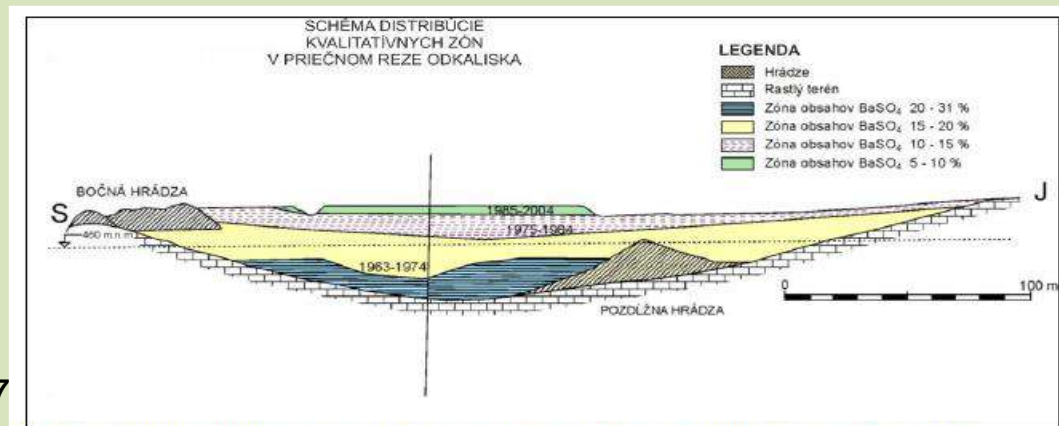 SCHÉMA DISTRIBÚCIE
KVALITATÍVNYCH ZÓN
V PRIEČNOM REZE ODKALISKA
LEGENDA
Hrádze
Rastlý terén
Zóna obsahov BaSO₄ 20 - 31 %
Zóna obsahov BaSO₄ 15 - 20 %
Zóna obsahov BaSO₄ 10 - 15 %
Zóna obsahov BaSO₄ 5 - 10 %
BOČNÁ HRÁDZA
S
J
1985-2004
1975-1984
460 m.n.m.
1963-1974
0
100 m
POZDĹŽNA HRÁDZA
7